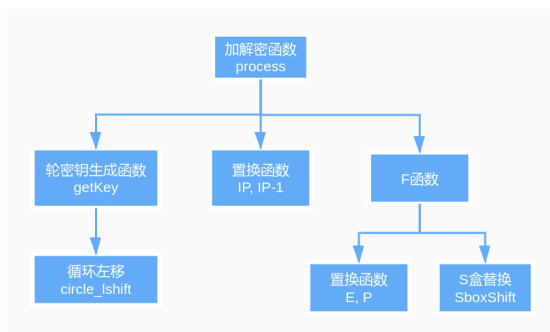 加解密函数
process
轮密钥生成函数
getKey
置换函数
IP, IP-1
F函数
循环左移
circle_lshift
置换函数
E, P
S盒替换
SboxShift